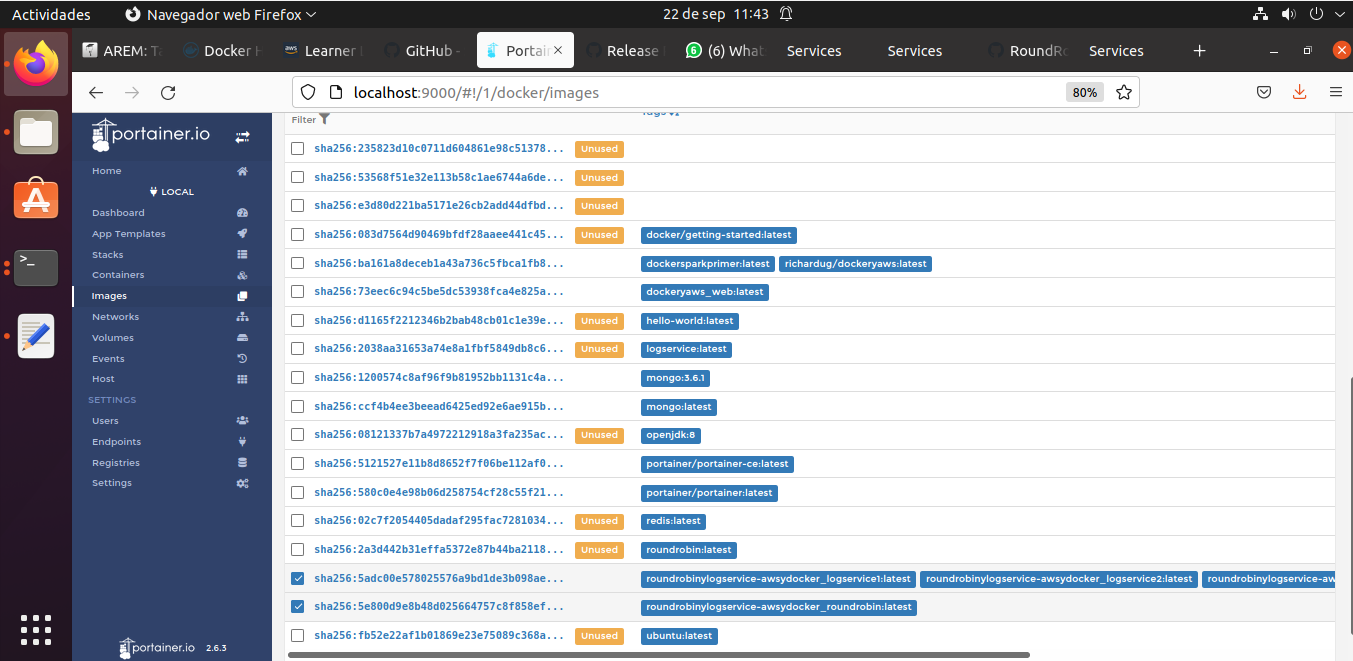 Actividades Navegador web Firefox 22 de sep 11:43
AREM: Ta Docker H Learner GitHub - Portain Release (6) What Services Services RoundRo Services
localhost:9000/#!/1/docker/images 80%
portainer.io
Filter Tags
Home
LOCAL
Dashboard
App Templates
Stacks
Containers
Images
Networks
Volumes
Events
Host
SETTINGS
Users
Endpoints
Registries
Settings
portainer.io 2.6.3
sha256:235823d10c0711d604861e98c51378... Unused
sha256:53568f51e32e113b58c1ae6744a6de... Unused
sha256:e3d80d221ba5171e26cb2add44dfbd... Unused
sha256:083d7564d90469bfdf28aaee441c45... Unused docker/getting-started:latest
sha256:ba161a8deceb1a43a736c5fbca1fb8... dockersparkprimer:latest richardug/dockeryaws:latest
sha256:73eec6c94c5be5dc53938fca4e825a... dockeryaws_web:latest
sha256:d1165f2212346b2bab48cb01c1e39e... Unused hello-world:latest
sha256:2038aa31653a74e8a1fbf5849db8c6... Unused logservice:latest
sha256:1200574c8af96f9b81952bb1131c4a... mongo:3.6.1
sha256:ccf4b4ee3beead6425ed92e6ae915b... mongo:latest
sha256:08121337b7a4972212918a3fa235ac... Unused openjdk:8
sha256:5121527e11b8d8652f7f06be112af0... portainer/portainer-ce:latest
sha256:580c0e4e98b06d258754cf28c55f21... portainer/portainer:latest
sha256:02c7f2054405dadaf295fac7281034... Unused redis:latest
sha256:2a3d442b31effa5372e87b44ba2118... Unused roundrobin:latest
sha256:5adc00e578025576a9bd1de3b098ae... roundrobinylogservice-awsydocker_logservice1:latest roundrobinylogservice-awsydocker_logservice2:latest roundrobinylogservice-aw
sha256:5e800d9e8b48d025664757c8f858ef... roundrobinylogservice-awsydocker_roundrobin:latest
sha256:fb52e22af1b01869e23e75089c368a... Unused ubuntu:latest